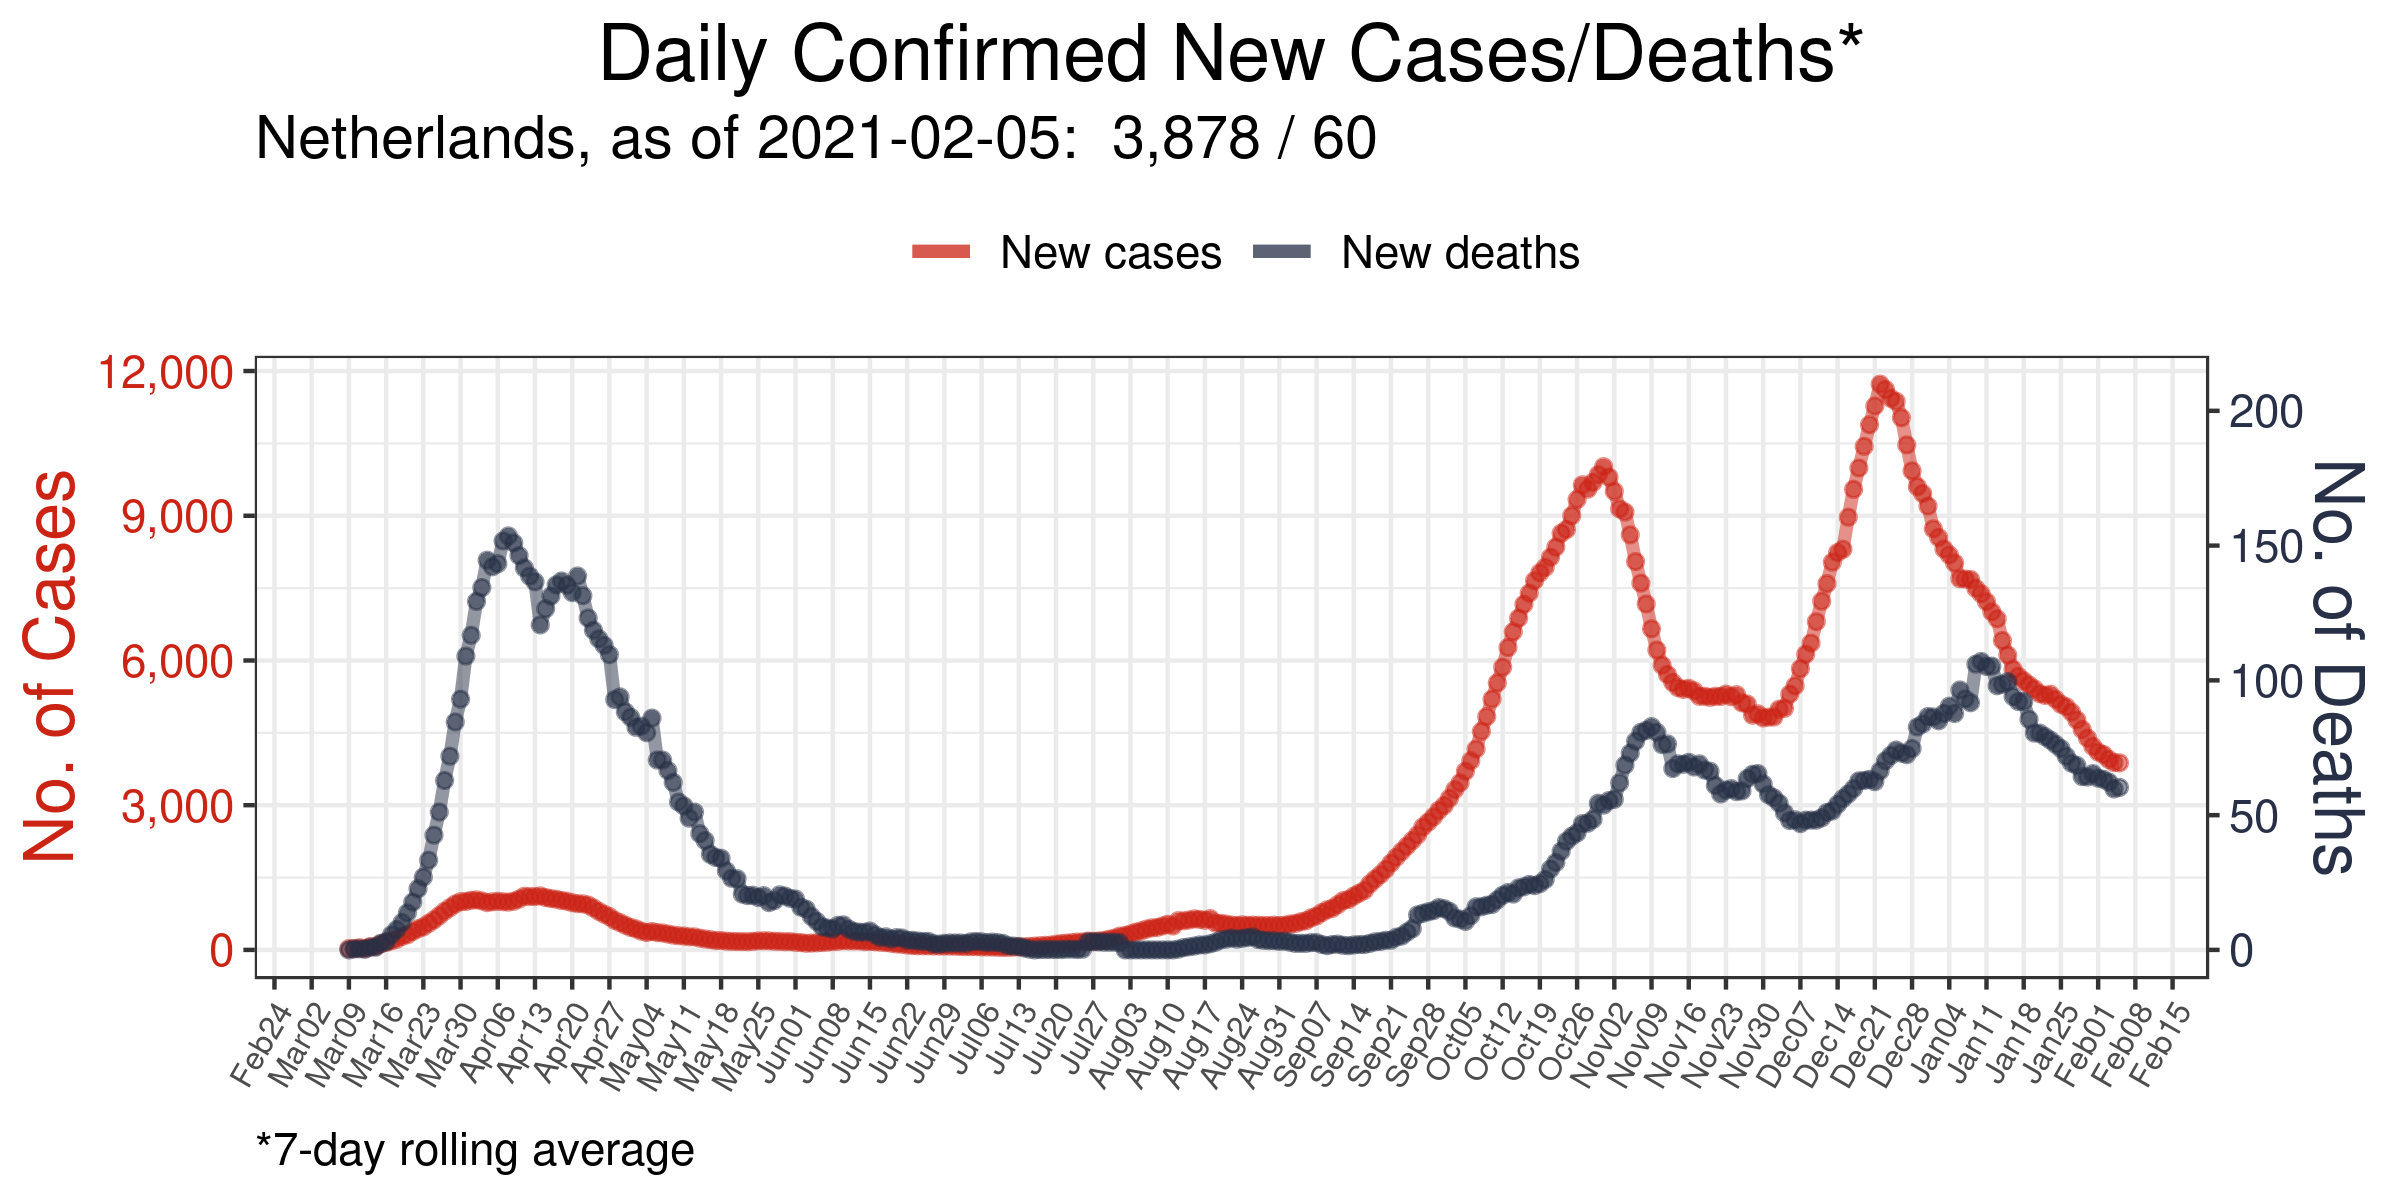 Daily Confirmed New Cases/Deaths*
Netherlands, as of 2021-02-05:  3,878 / 60
New cases
New deaths
No. of Cases
12,000
9,000
6,000
3,000
0
No. of Deaths
200
150
100
50
0
Feb24
Mar02
Mar09
Mar16
Mar23
Mar30
Apr06
Apr13
Apr20
Apr27
May04
May11
May18
May25
Jun01
Jun08
Jun15
Jun22
Jun29
Jul06
Jul13
Jul20
Jul27
Aug03
Aug10
Aug17
Aug24
Aug31
Sep07
Sep14
Sep21
Sep28
Oct05
Oct12
Oct19
Oct26
Nov02
Nov09
Nov16
Nov23
Nov30
Dec07
Dec14
Dec21
Dec28
Jan04
Jan11
Jan18
Jan25
Feb01
Feb08
Feb15
*7-day rolling average